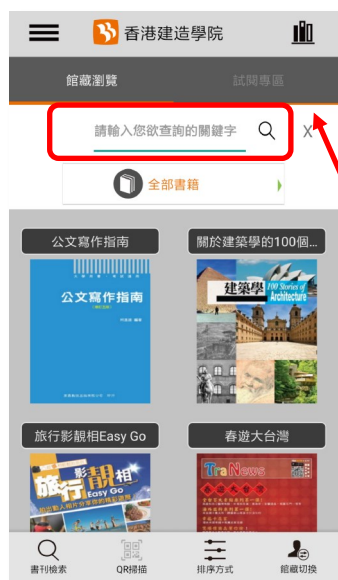 香港建造學院
館藏瀏覽 試閱專區
請輸入您欲查詢的關鍵字 X
全部書籍
公文寫作指南 關於建築學的100個...
公文寫作指南
建築學 100 Stories of Architecture
旅行影靚相Easy Go 春遊大台灣
旅行影靚相
Easy Go
Tra News
書刊檢索 QR掃描 排序方式 館藏切換